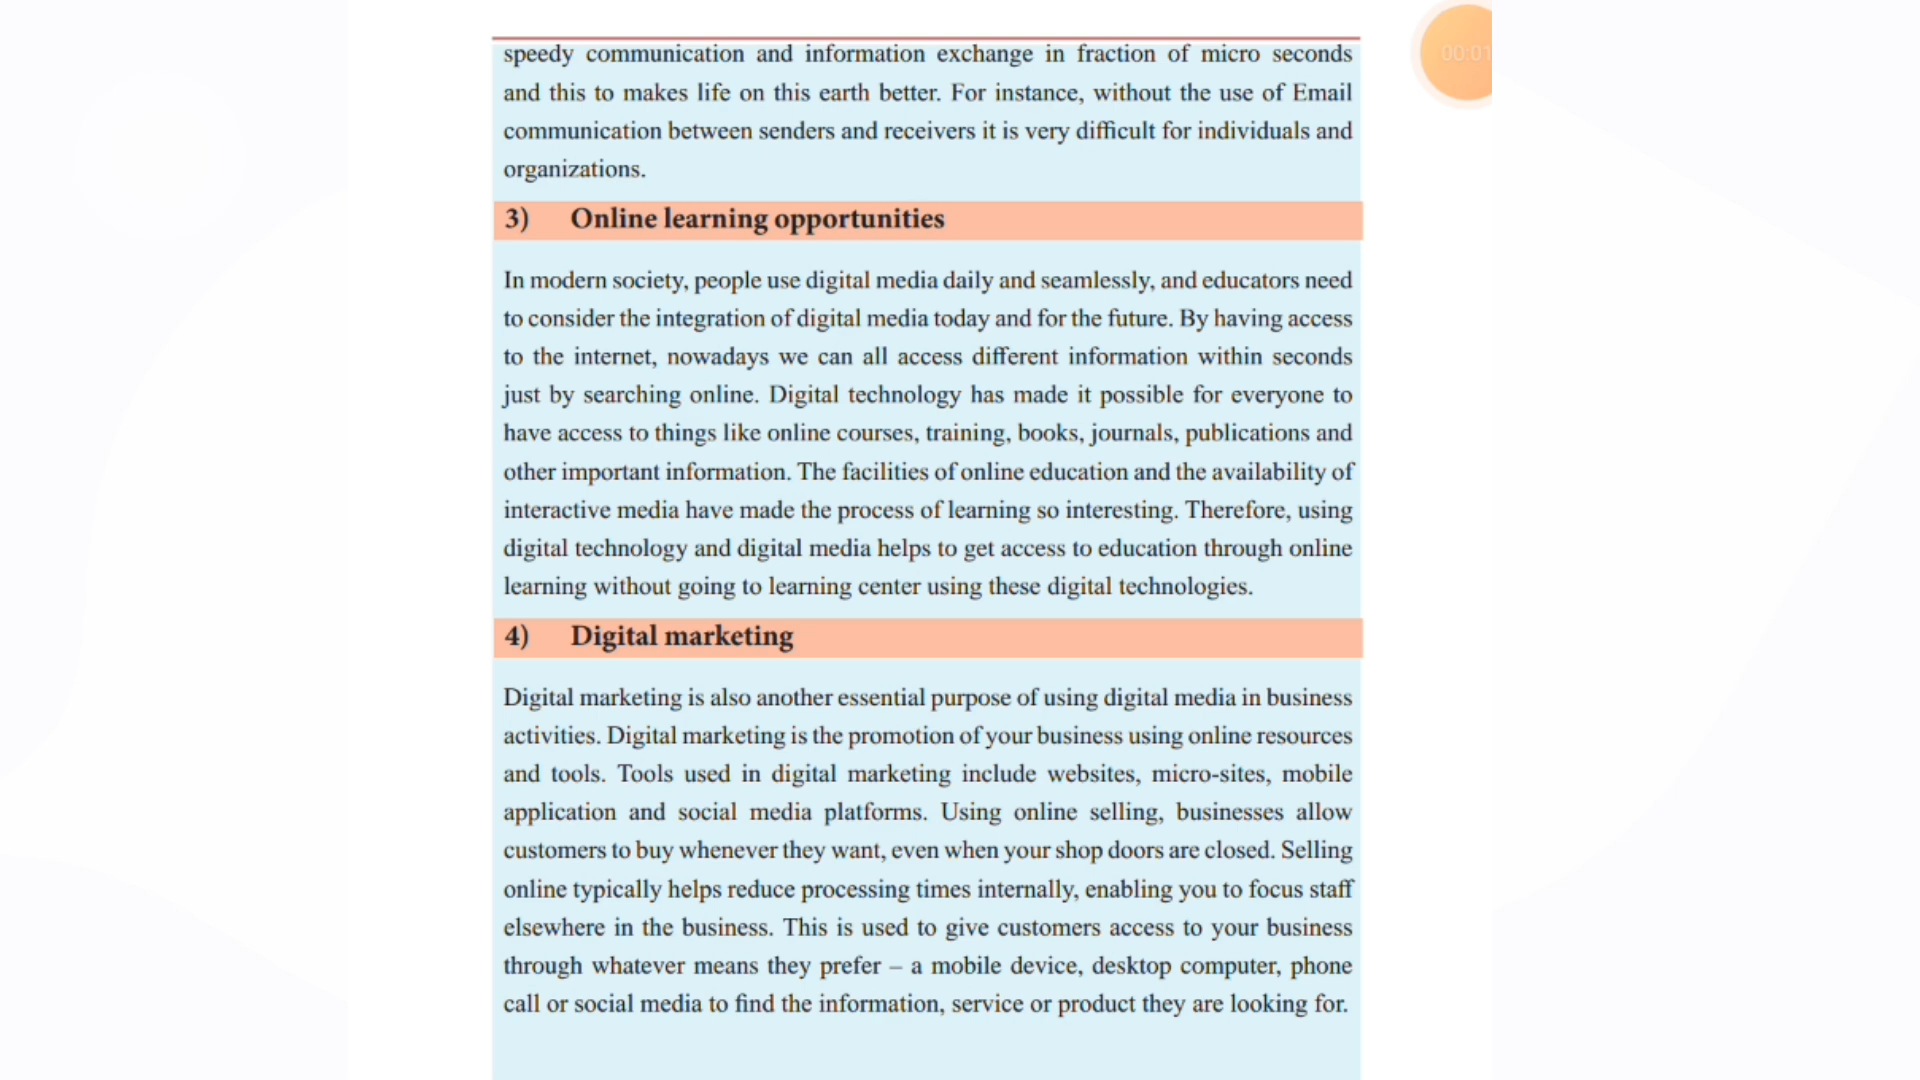 speedy communication and information exchange in fraction of micro seconds
and this to makes life on this earth better. For instance, without the use of Email
communication between senders and receivers it is very difficult for individuals and
organizations.
3) Online learning opportunities
In modern society, people use digital media daily and seamlessly, and educators need
to consider the integration of digital media today and for the future. By having access
to the internet, nowadays we can all access different information within seconds
just by searching online. Digital technology has made it possible for everyone to
have access to things like online courses, training, books, journals, publications and
other important information. The facilities of online education and the availability of
interactive media have made the process of learning so interesting. Therefore, using
digital technology and digital media helps to get access to education through online
learning without going to learning center using these digital technologies.
4) Digital marketing
Digital marketing is also another essential purpose of using digital media in business
activities. Digital marketing is the promotion of your business using online resources
and tools. Tools used in digital marketing include websites, micro-sites, mobile
application and social media platforms. Using online selling, businesses allow
customers to buy whenever they want, even when your shop doors are closed. Selling
online typically helps reduce processing times internally, enabling you to focus staff
elsewhere in the business. This is used to give customers access to your business
through whatever means they prefer – a mobile device, desktop computer, phone
call or social media to find the information, service or product they are looking for.
00:01